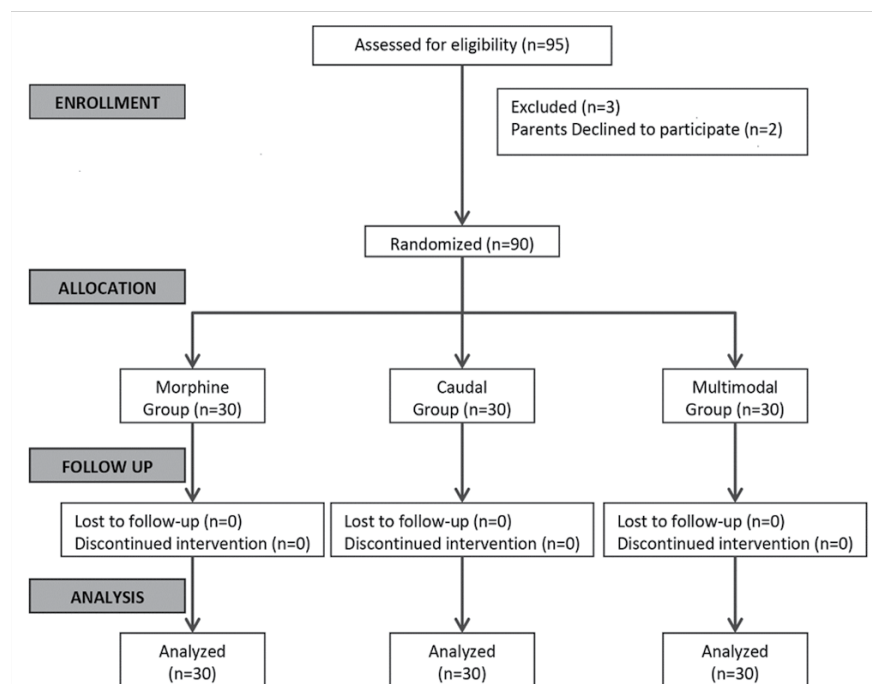 Assessed for eligibility (n=95)
ENROLLMENT
Excluded (n=3)
Parents Declined to participate (n=2)
Randomized (n=90)
ALLOCATION
Morphine
Group (n=30)
Caudal
Group (n=30)
Multimodal
Group (n=30)
FOLLOW UP
Lost to follow-up (n=0)
Discontinued intervention (n=0)
Lost to follow-up (n=0)
Discontinued intervention (n=0)
Lost to follow-up (n=0)
Discontinued intervention (n=0)
ANALYSIS
Analyzed
(n=30)
Analyzed
(n=30)
Analyzed
(n=30)